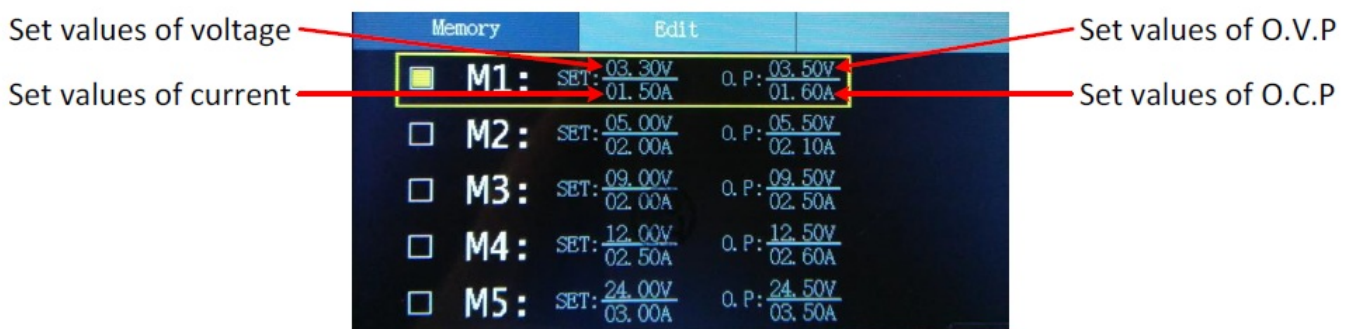 Memory Edit
Set values of voltage
Set values of current
Set values of O.V.P
Set values of O.C.P
M1: SET: 03.30V O.P: 03.50V
01.50A 01.60A
M2: SET: 05.00V O.P: 05.50V
02.00A 02.10A
M3: SET: 09.00V O.P: 09.50V
02.00A 02.50A
M4: SET: 12.00V O.P: 12.50V
02.50A 02.60A
M5: SET: 24.00V O.P: 24.50V
03.00A 03.50A